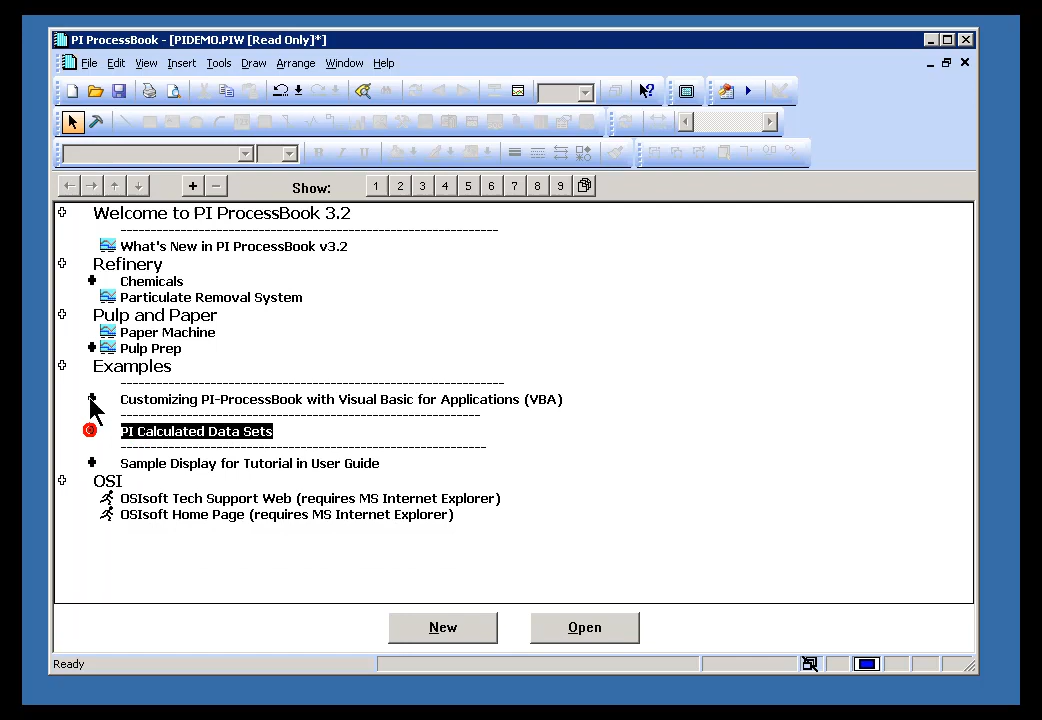 PI ProcessBook - [PIDEMO.PIW [Read Only]*]
File Edit View Insert Tools Draw Arrange Window Help
B I U
Show: 1 2 3 4 5 6 7 8 9
Welcome to PI ProcessBook 3.2
What's New in PI ProcessBook v3.2
Refinery
Chemicals
Particulate Removal System
Pulp and Paper
Paper Machine
Pulp Prep
Examples
Customizing PI-ProcessBook with Visual Basic for Applications (VBA)
PI Calculated Data Sets
Sample Display for Tutorial in User Guide
OSI
OSIsoft Tech Support Web (requires MS Internet Explorer)
OSIsoft Home Page (requires MS Internet Explorer)
New Open
Ready